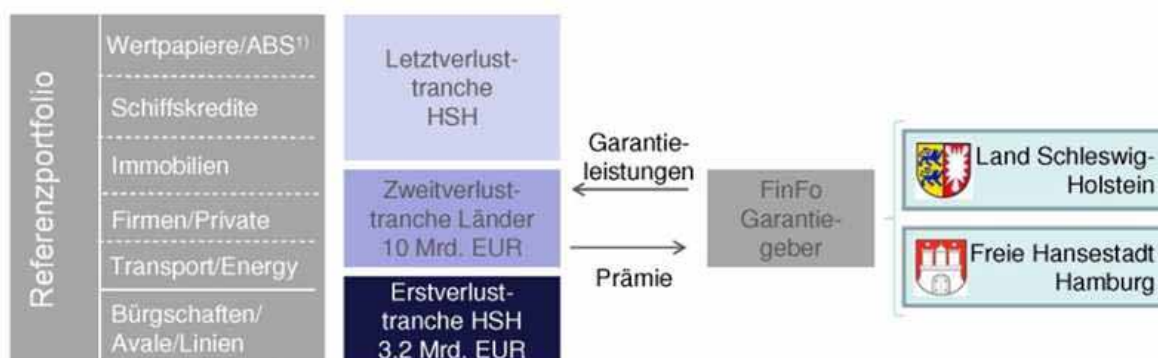 Referenzportfolio
Wertpapiere/ABS¹⁾
Schiffskredite
Immobilien
Firmen/Private
Transport/Energy
Bürgschaften/
Avale/Linien
Letztverlust-
tranche
HSH
Zweitverlust-
tranche Länder
10 Mrd. EUR
Erstverlust-
tranche HSH
3,2 Mrd. EUR
Garantie-
leistungen
Prämie
FinFo
Garantie-
geber
Land Schleswig-
Holstein
Freie Hansestadt
Hamburg